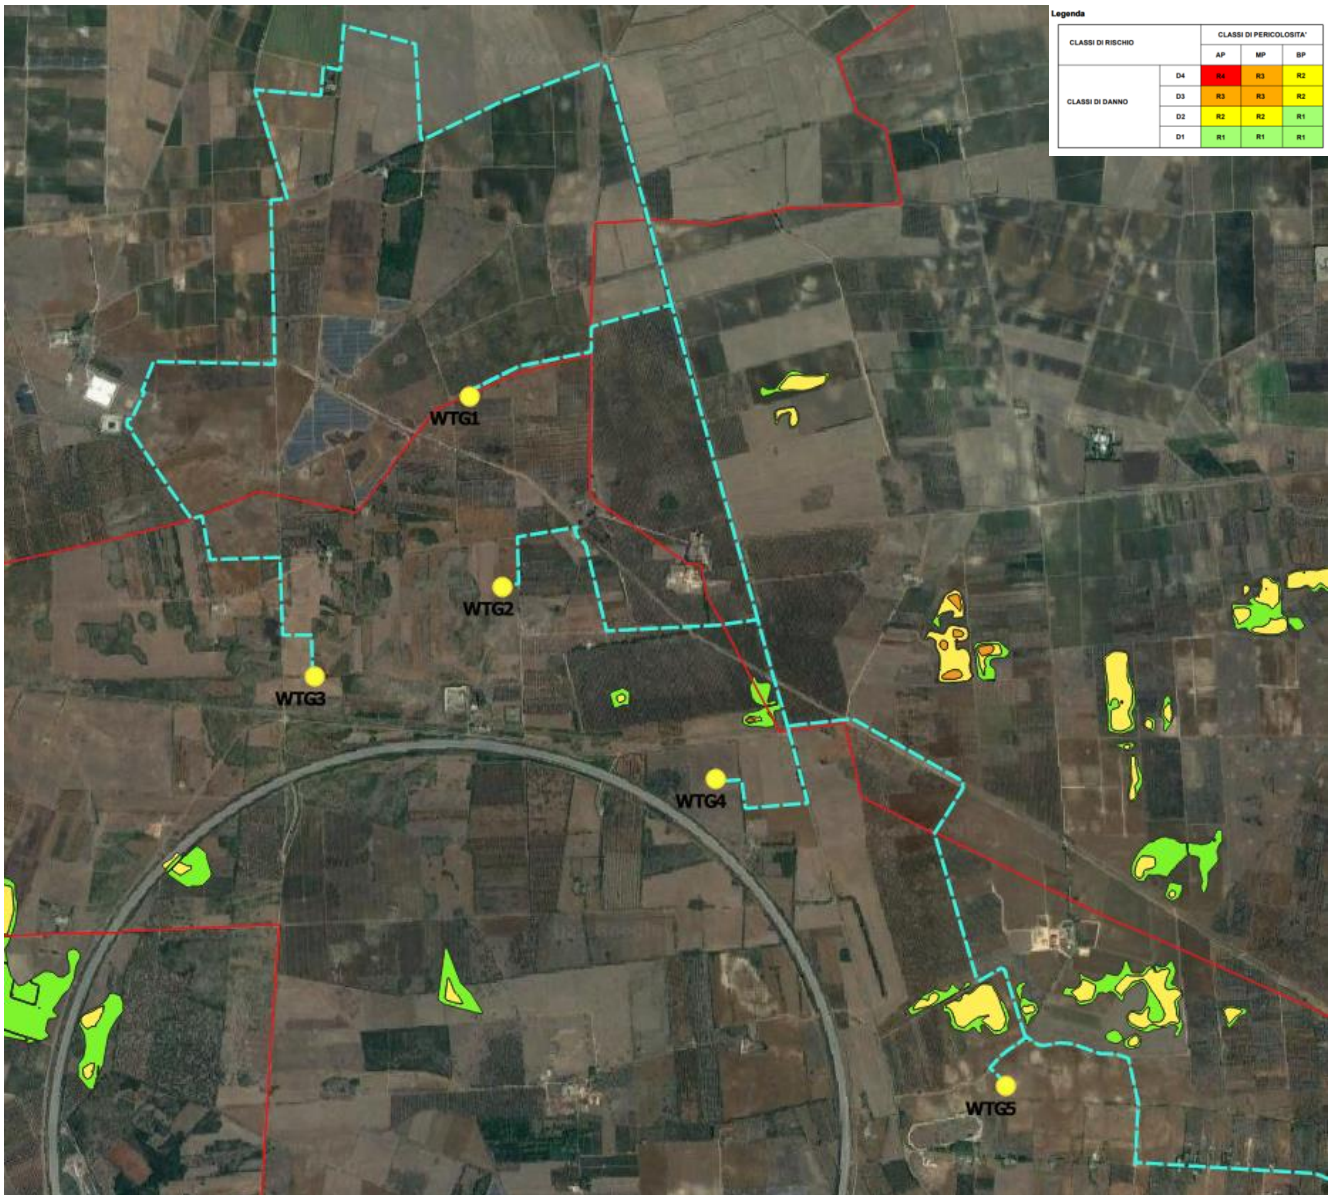 Legenda
CLASSI DI RISCHIO
CLASSI DI PERICOLOSITA'
AP MP BP
CLASSI DI DANNO
D4 R4 R3 R2
D3 R3 R3 R2
D2 R2 R2 R1
D1 R1 R1 R1
WTG1
WTG2
WTG3
WTG4
WTG5